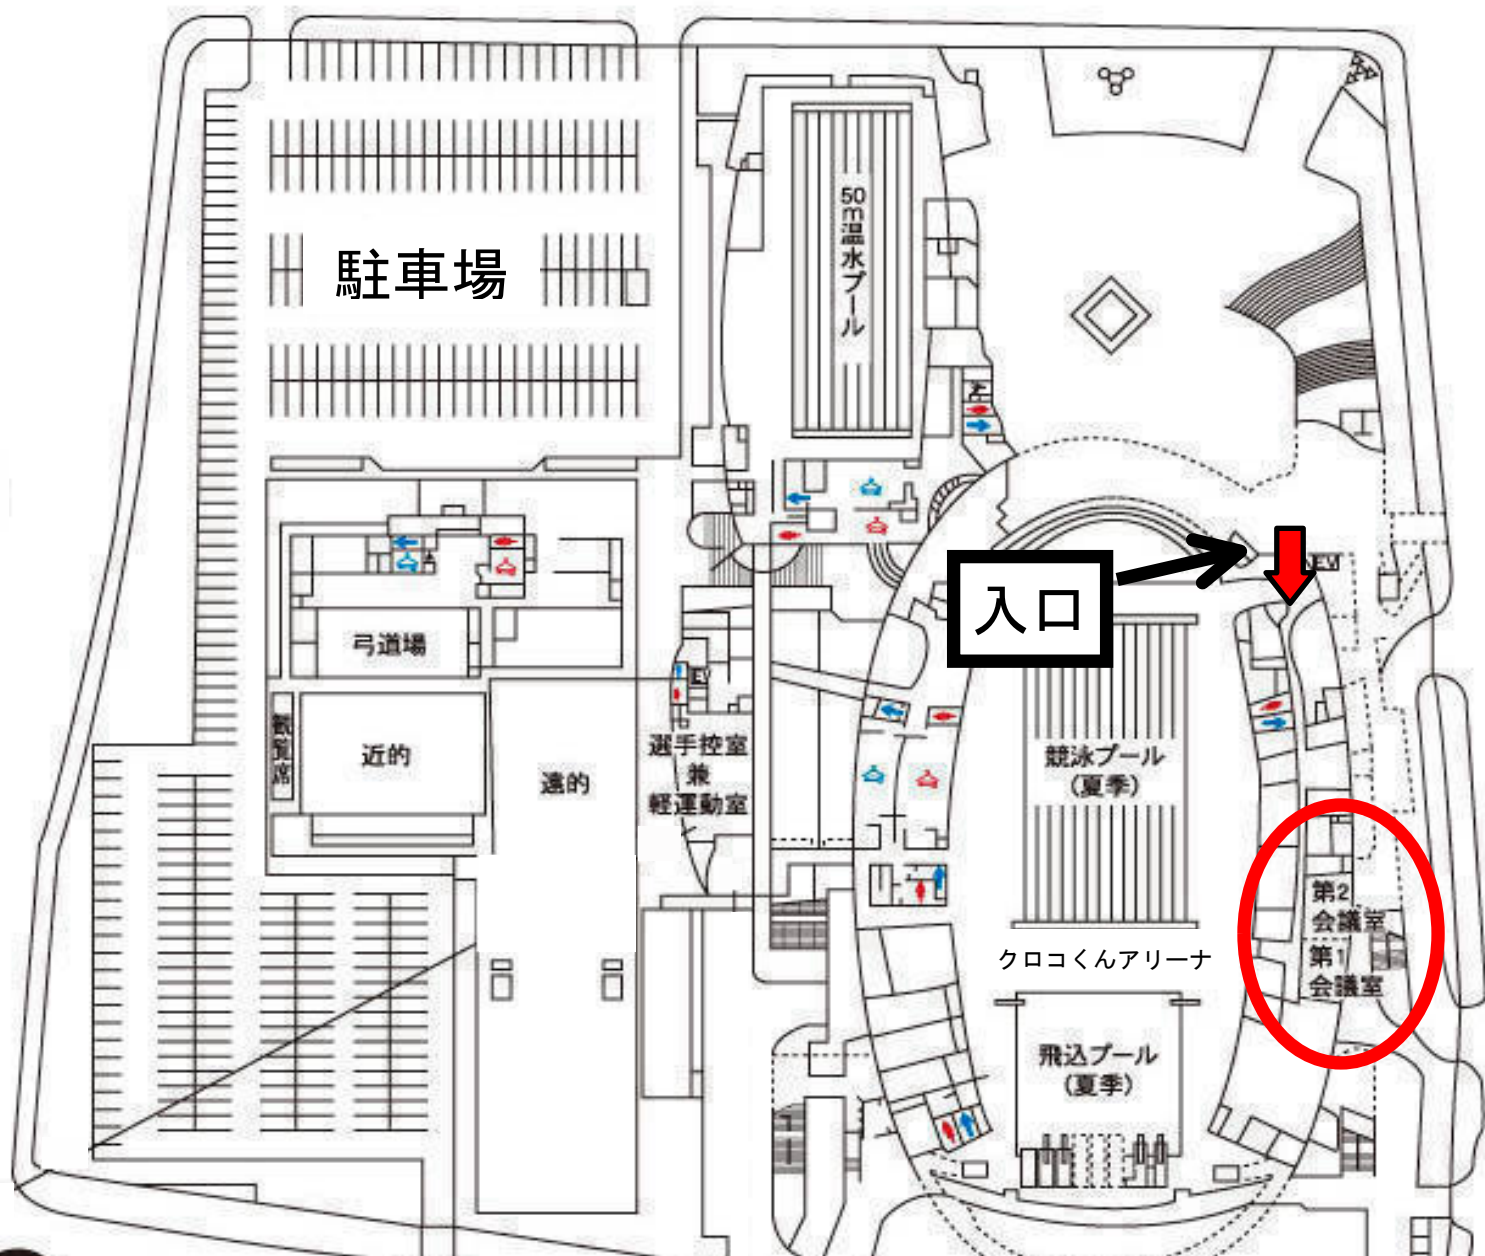 駐車場
50m温水プール
入口
EV
弓道場
観覧席
近的
遠的
EV
選手控室
兼
軽運動室
競泳プール
(夏季)
第2
会議室
第1
会議室
クロコくんアリーナ
飛込プール
(夏季)